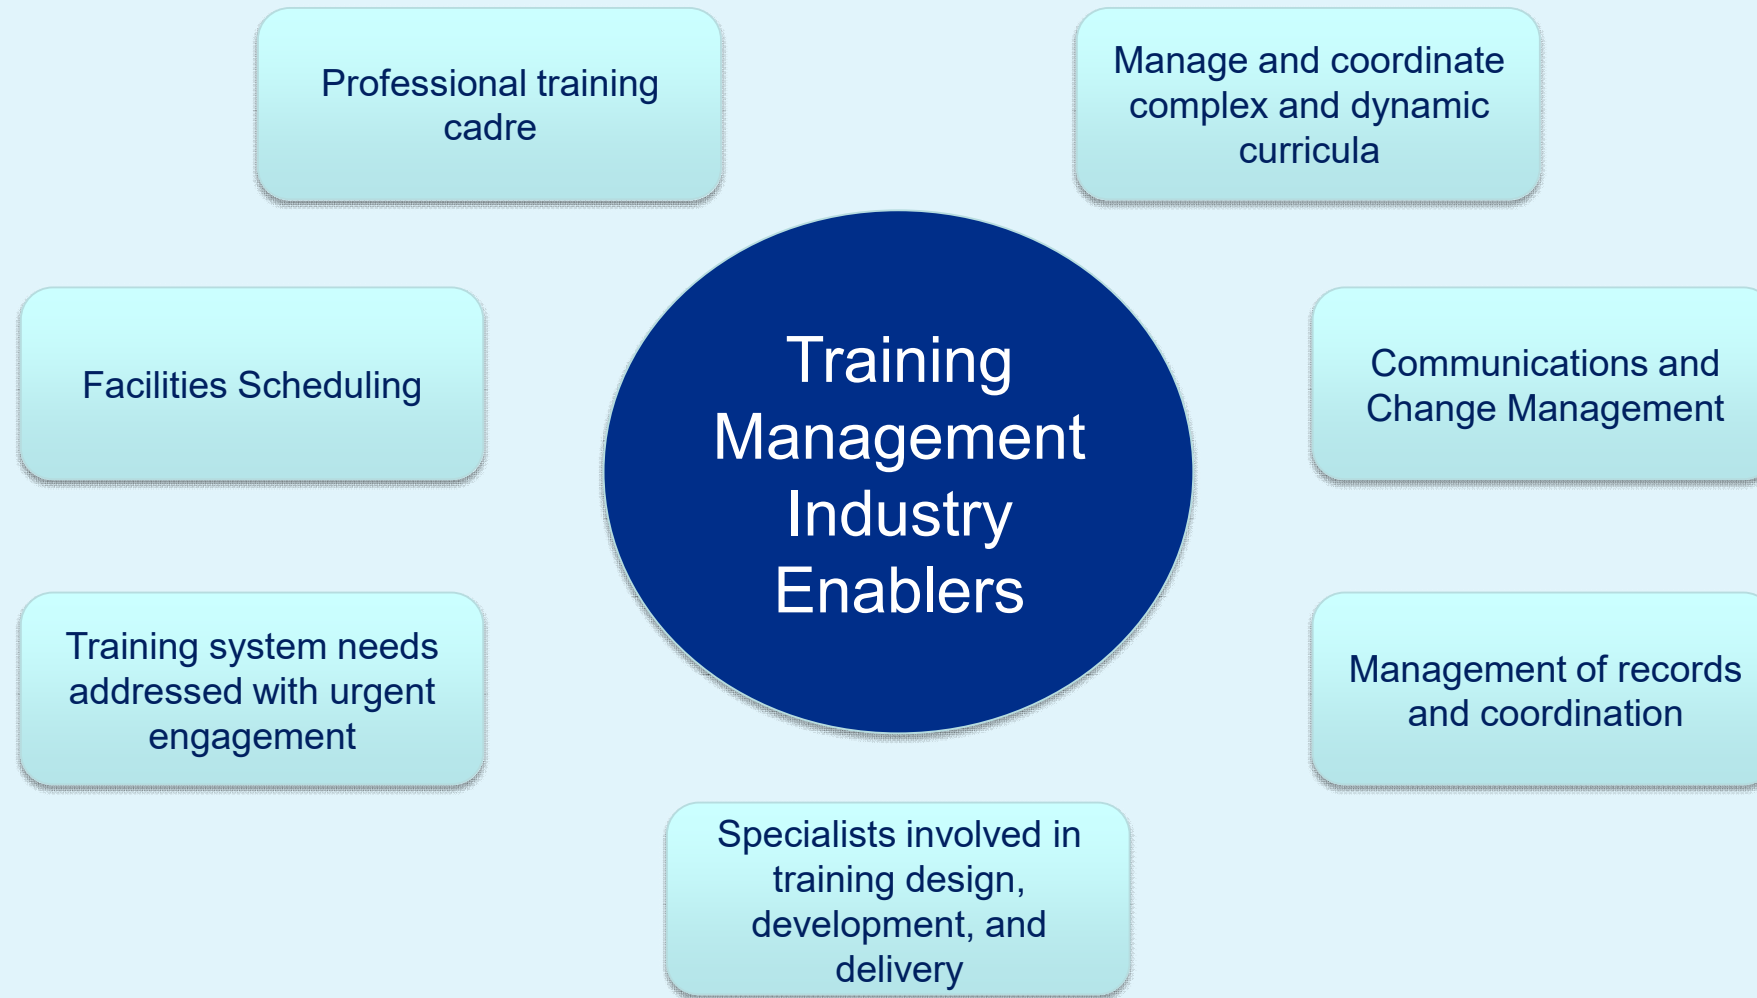 Professional training
cadre
Manage and coordinate
complex and dynamic
curricula
Facilities Scheduling
Training
Management
Industry
Enablers
Communications and
Change Management
Training system needs
addressed with urgent
engagement
Management of records
and coordination
Specialists involved in
training design,
development, and
delivery